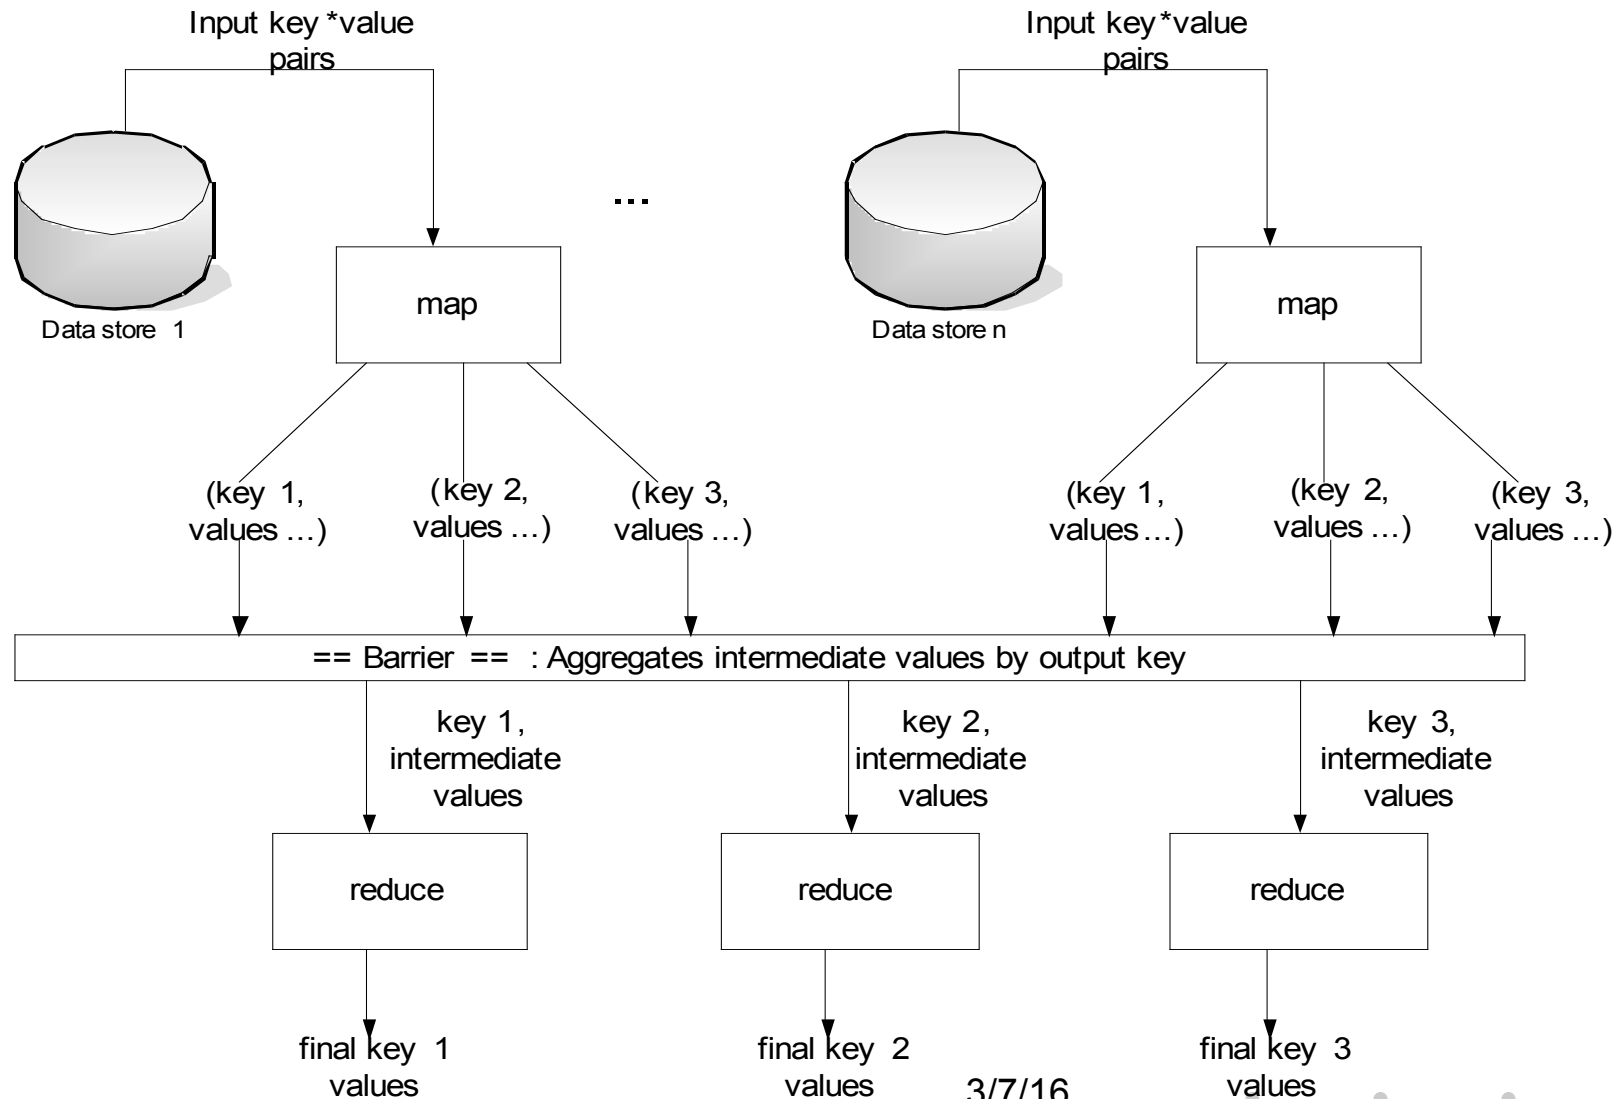 Input key *value
pairs
Input key*value
pairs
...
Data store 1
map
Data store n
map
(key 1,
values ...)
(key 2,
values ...)
(key 3,
values ...)
(key 1,
values ...)
(key 2,
values ...)
(key 3,
values ...)
== Barrier == : Aggregates intermediate values by output key
key 1,
intermediate
values
key 2,
intermediate
values
key 3,
intermediate
values
reduce
reduce
reduce
final key 1
values
final key 2
values
final key 3
values
3/7/16